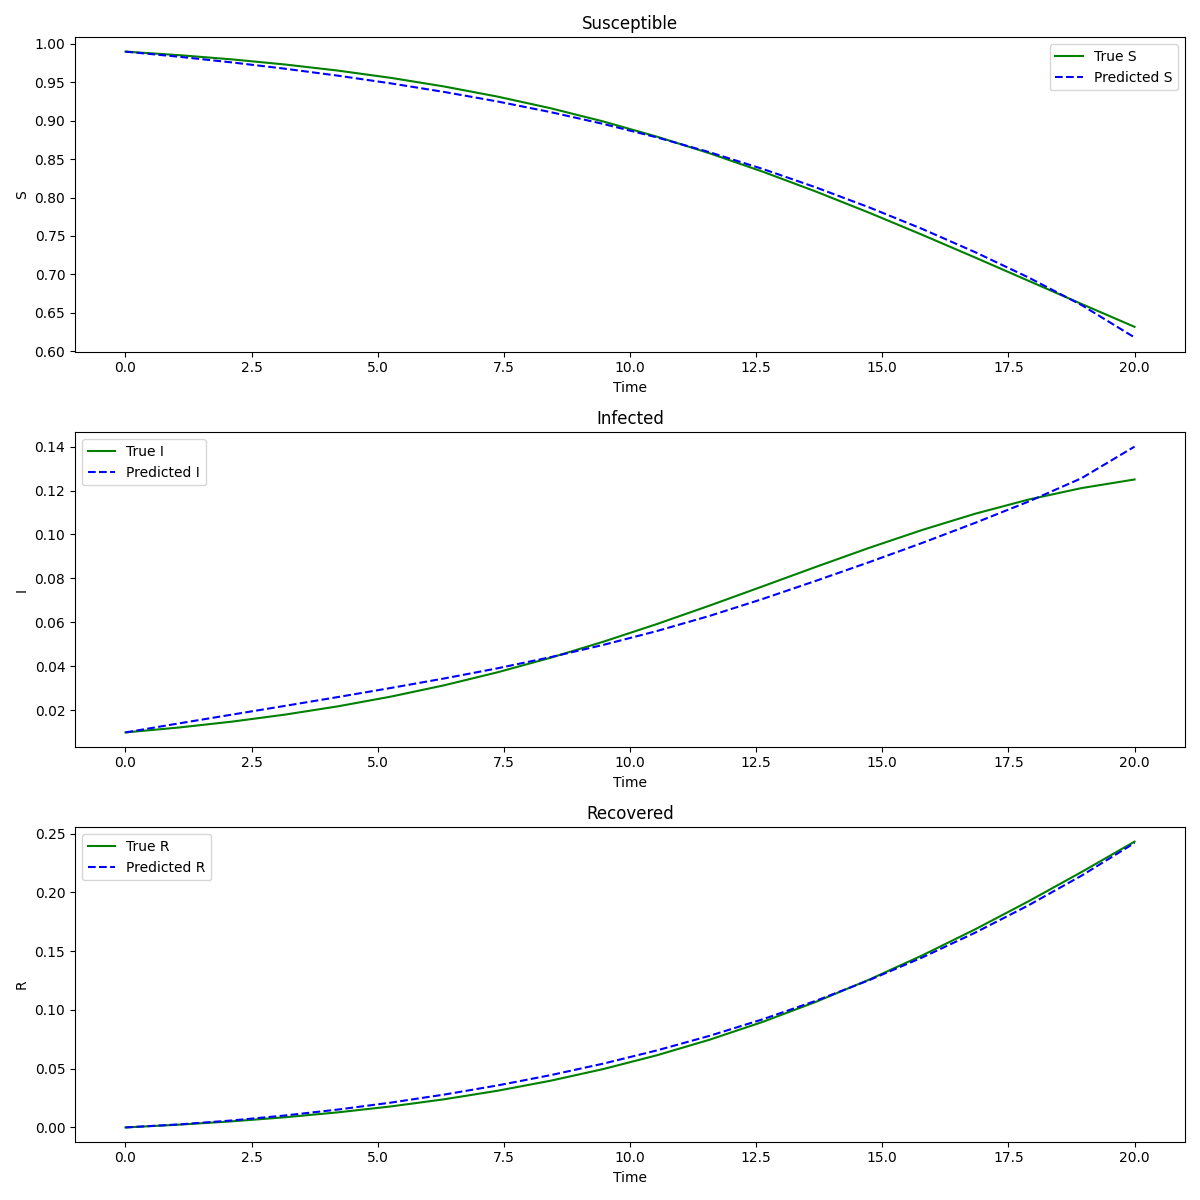 Susceptible
True S
Predicted S
1.00
0.95
0.90
0.85
0.80
0.75
0.70
0.65
0.60
S
0.0 2.5 5.0 7.5 10.0 12.5 15.0 17.5 20.0
Time
Infected
True I
Predicted I
0.14
0.12
0.10
0.08
0.06
0.04
0.02
I
0.0 2.5 5.0 7.5 10.0 12.5 15.0 17.5 20.0
Time
Recovered
True R
Predicted R
0.25
0.20
0.15
0.10
0.05
0.00
R
0.0 2.5 5.0 7.5 10.0 12.5 15.0 17.5 20.0
Time